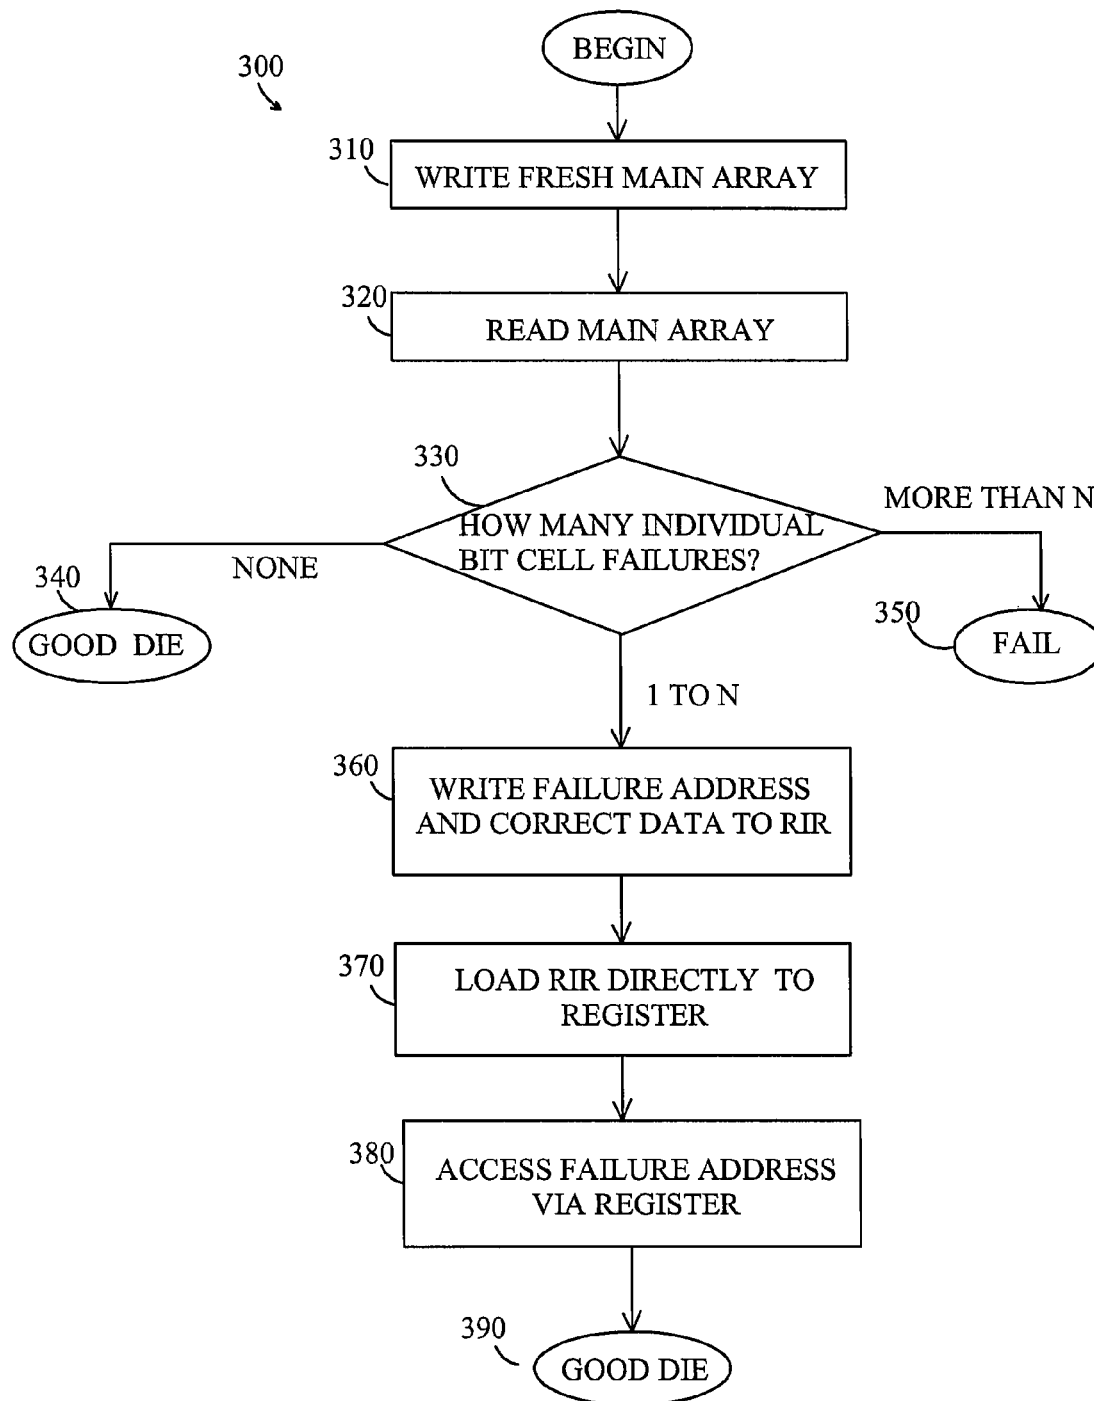 BEGIN
300
310
WRITE FRESH MAIN ARRAY
320
READ MAIN ARRAY
330
HOW MANY INDIVIDUAL
BIT CELL FAILURES?
MORE THAN N
NONE
340
GOOD DIE
350
FAIL
1 TO N
360
WRITE FAILURE ADDRESS
AND CORRECT DATA TO RIR
370
LOAD RIR DIRECTLY TO
REGISTER
380
ACCESS FAILURE ADDRESS
VIA REGISTER
390
GOOD DIE